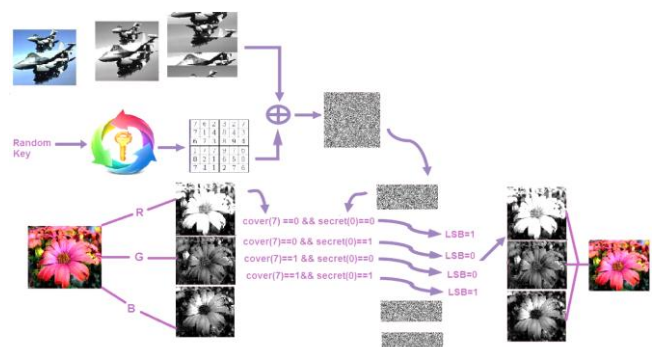 Random
Key
R
G
B
cover(7) ==0 && secret(0)==0
cover(7)==0 && secret(0)==1
cover(7)==1 && secret(0)==0
cover(7)==1&& secret(0)==1
LSB=1
LSB=0
LSB=0
LSB=1